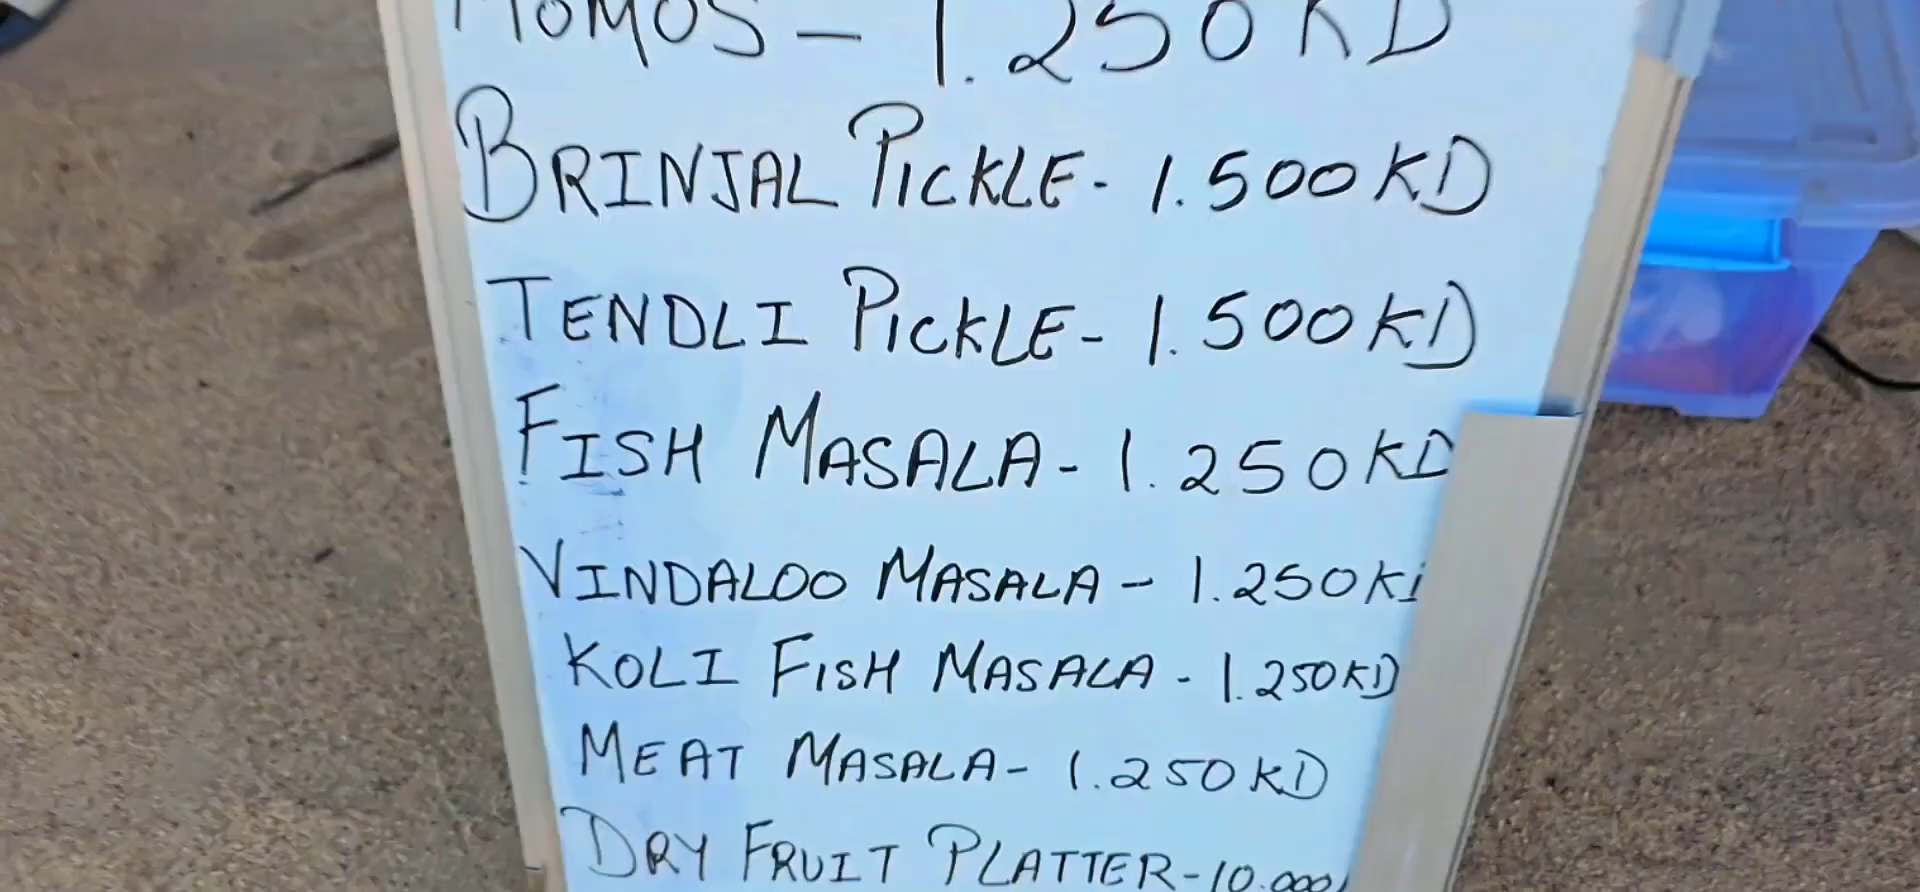 MOMOS - 1.250 KD
BRINJAL PICKLE - 1.500 KD
TENDLI PICKLE - 1.500 KD
FISH MASALA - 1.250 KD
VINDALOO MASALA - 1.250 KD
KOLI FISH MASALA - 1.250 KD
MEAT MASALA - 1.250 KD
DRY FRUIT PLATTER - 10.000